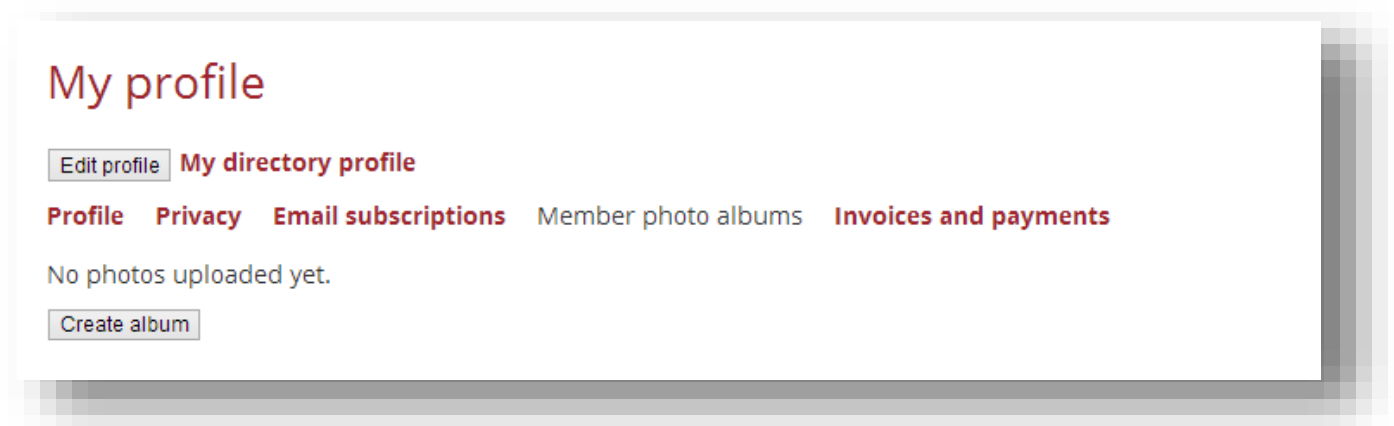 My profile
Edit profile My directory profile
Profile Privacy Email subscriptions Member photo albums Invoices and payments
No photos uploaded yet.
Create album